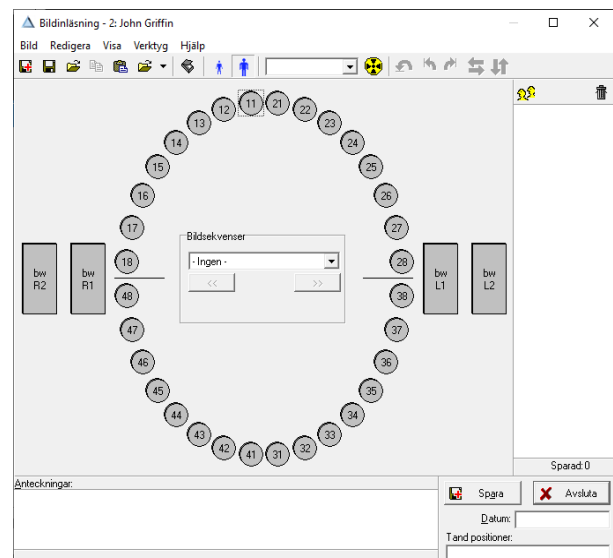 Bildinläsning - 2: John Griffin
Bild Redigera Visa Verktyg Hjälp
11 21
12 22
13 23
14 24
15 25
16 26
17 27
Bildsekvenser
18 - Ingen - 28
bw R2
bw R1
bw L1
bw L2
<< >>
48 38
47 37
46 36
45 35
44 34
43 33
42 32
41 31
Sparad: 0
Anteckningar:
Spara Avsluta
Datum:
Tand positioner: